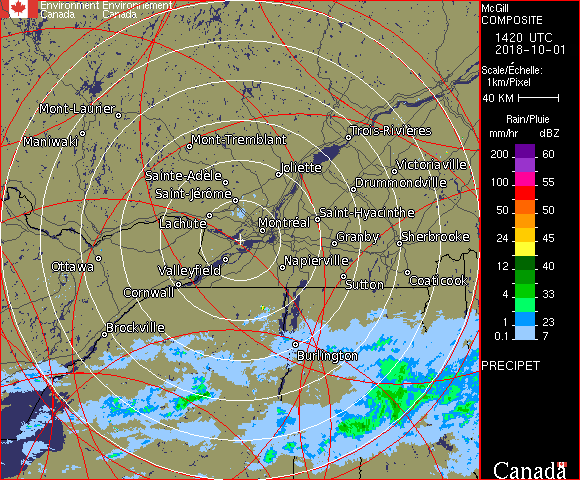 Environment Environnement
Canada Canada
McGill
COMPOSITE
1420 UTC
2018-10-01
Scale/Échelle:
1km/Pixel
40 KM
Rain/Pluie
mm/hr dBZ
200 60
100 55
50 50
24 45
12 40
4 33
1 23
0.1 7
PRECIPET
Canada
Mont-Laurier
Maniwaki
Mont-Tremblant
Trois-Rivières
Sainte-Adèle
Joliette
Victoriaville
Saint-Jérôme
Drummondville
Lachute
Montréal
Saint-Hyacinthe
Granby
Sherbrooke
Ottawa
Valleyfield
Napierville
Cornwall
Sutton
Coaticook
Brockville
Burlington